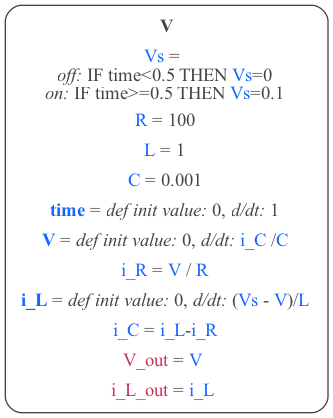 V
Vs =
off: IF time<0.5 THEN Vs=0
on: IF time>=0.5 THEN Vs=0.1
R = 100
L = 1
C = 0.001
time = def init value: 0, d/dt: 1
V = def init value: 0, d/dt: i_C /C
i_R = V / R
i_L = def init value: 0, d/dt: (Vs - V)/L
i_C = i_L-i_R
V_out = V
i_L_out = i_L